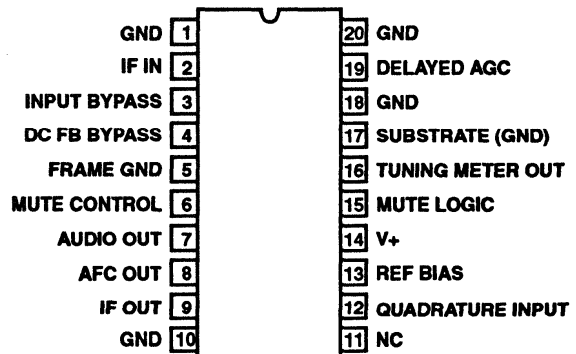 GND 1 20 GND
IF IN 2 19 DELAYED AGC
INPUT BYPASS 3 18 GND
DC FB BYPASS 4 17 SUBSTRATE (GND)
FRAME GND 5 16 TUNING METER OUT
MUTE CONTROL 6 15 MUTE LOGIC
AUDIO OUT 7 14 V+
AFC OUT 8 13 REF BIAS
IF OUT 9 12 QUADRATURE INPUT
GND 10 11 NC